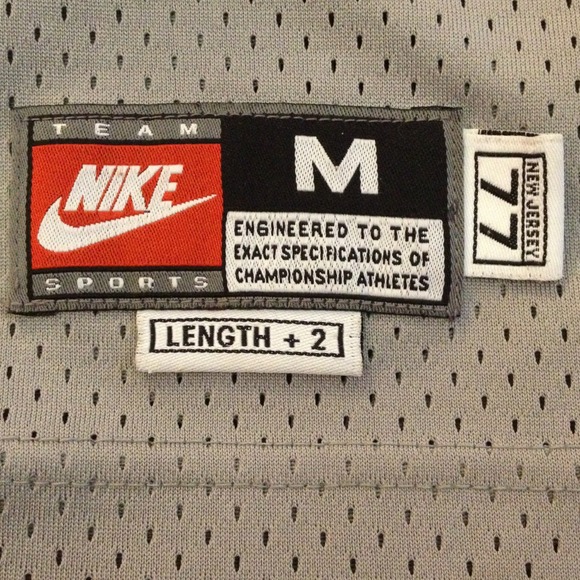 TEAM
NIKE
SPORTS
M
ENGINEERED TO THE
EXACT SPECIFICATIONS OF
CHAMPIONSHIP ATHLETES
LENGTH + 2
NEW JERSEY
77